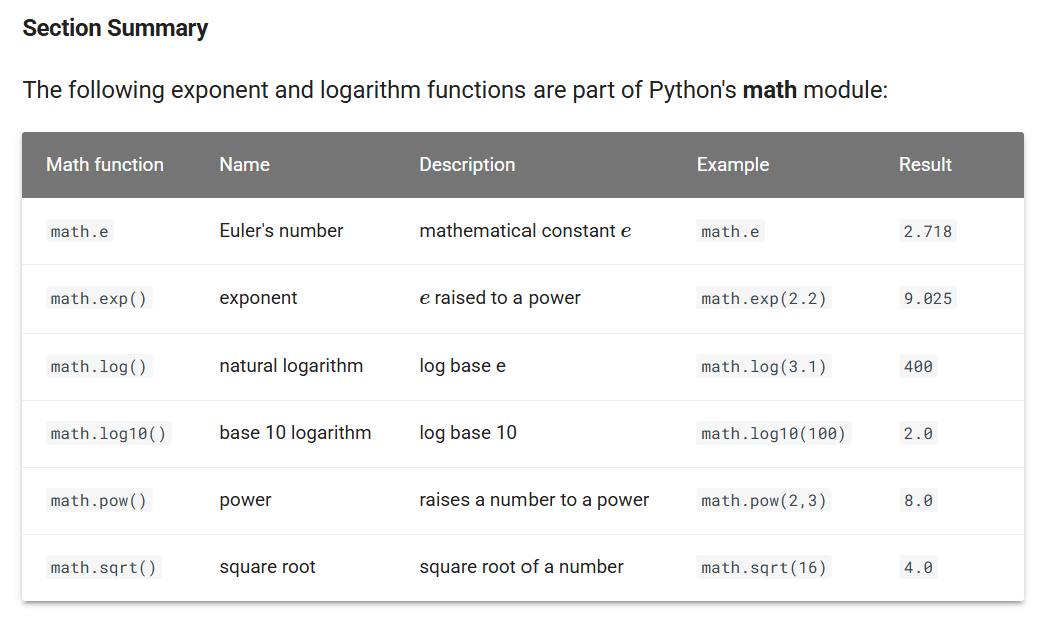 Section Summary
The following exponent and logarithm functions are part of Python's math module:
Math function Name Description Example Result
math.e Euler's number mathematical constant e math.e 2.718
math.exp() exponent e raised to a power math.exp(2.2) 9.025
math.log() natural logarithm log base e math.log(3.1) 400
math.log10() base 10 logarithm log base 10 math.log10(100) 2.0
math.pow() power raises a number to a power math.pow(2,3) 8.0
math.sqrt() square root square root of a number math.sqrt(16) 4.0